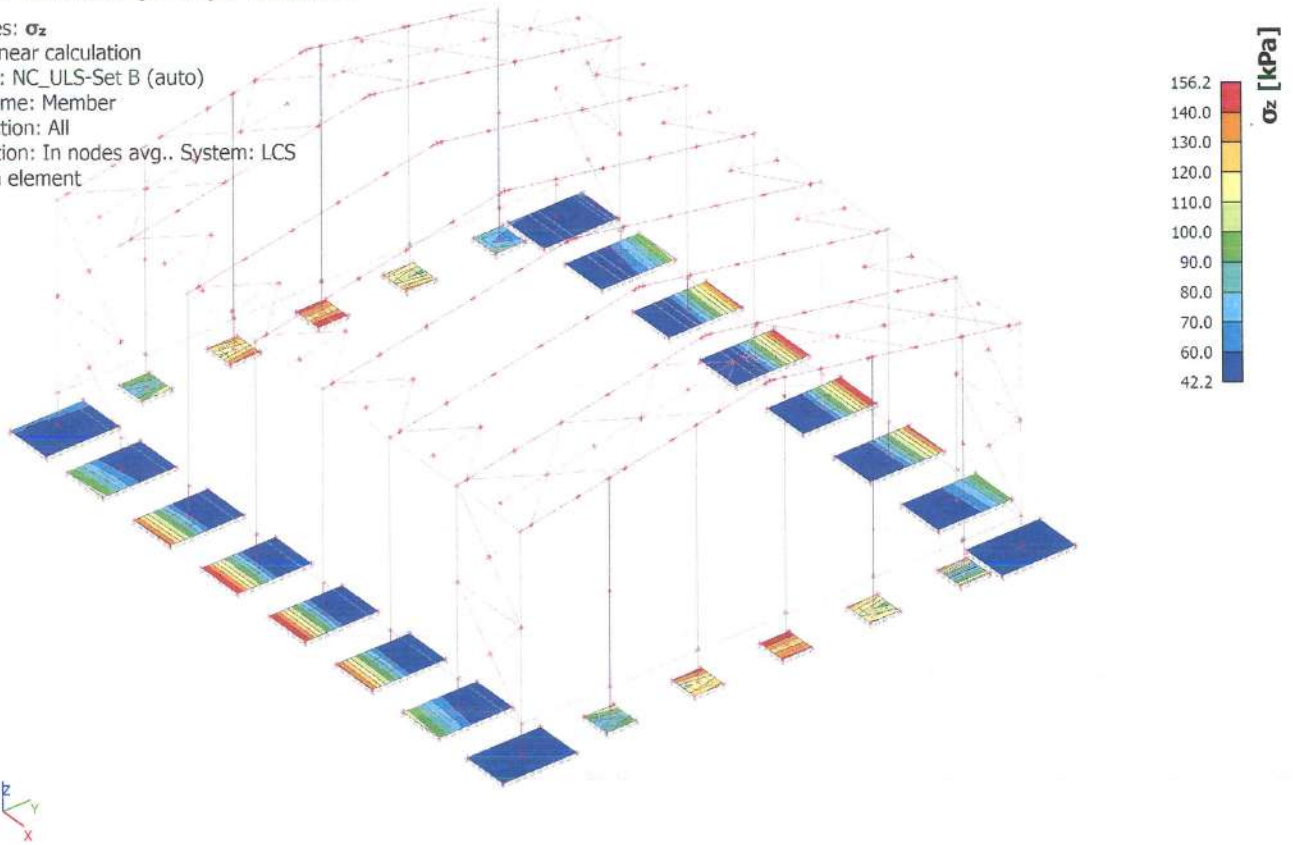 es: σz
near calculation
: NC_ULS-Set B (auto)
me: Member
tion: All
tion: In nodes avg.. System: LCS
element
σz [kPa]
156.2
140.0
130.0
120.0
110.0
100.0
90.0
80.0
70.0
60.0
42.2
Z
Y
X